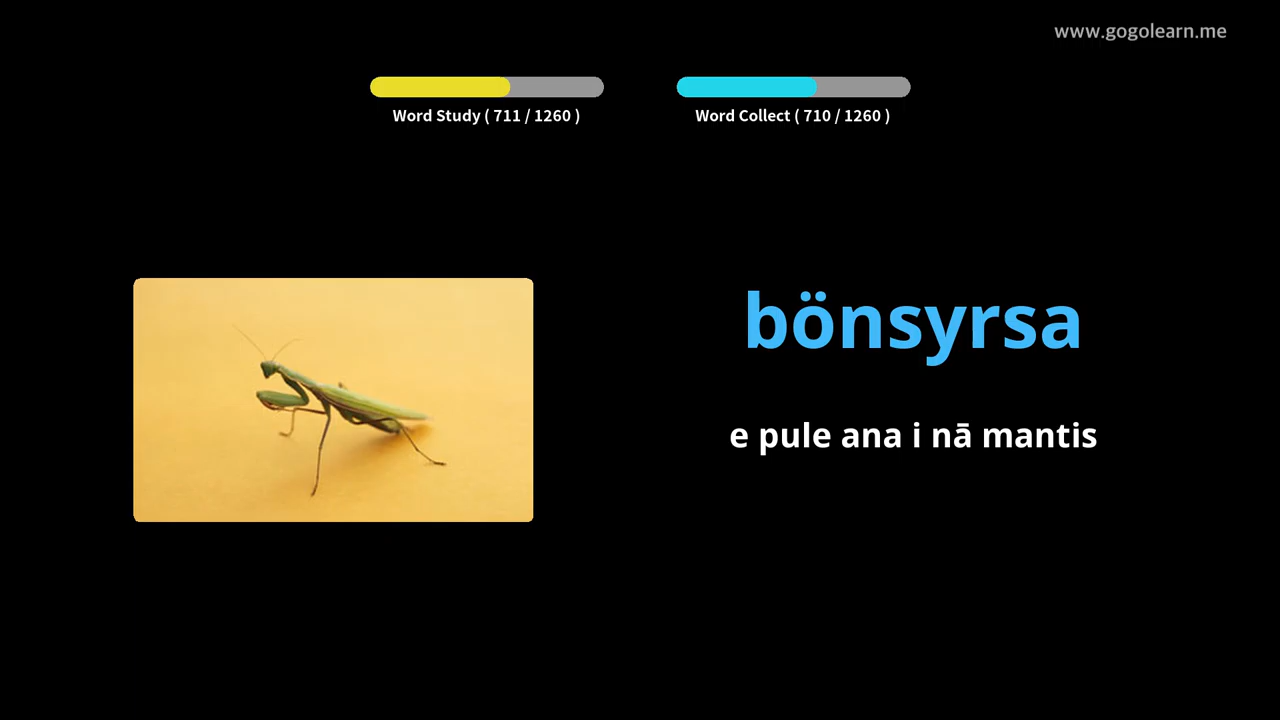 www.gogolearn.me
Word Study ( 711 / 1260 )
Word Collect ( 710 / 1260 )
bönsyrsa
e pule ana i nā mantis